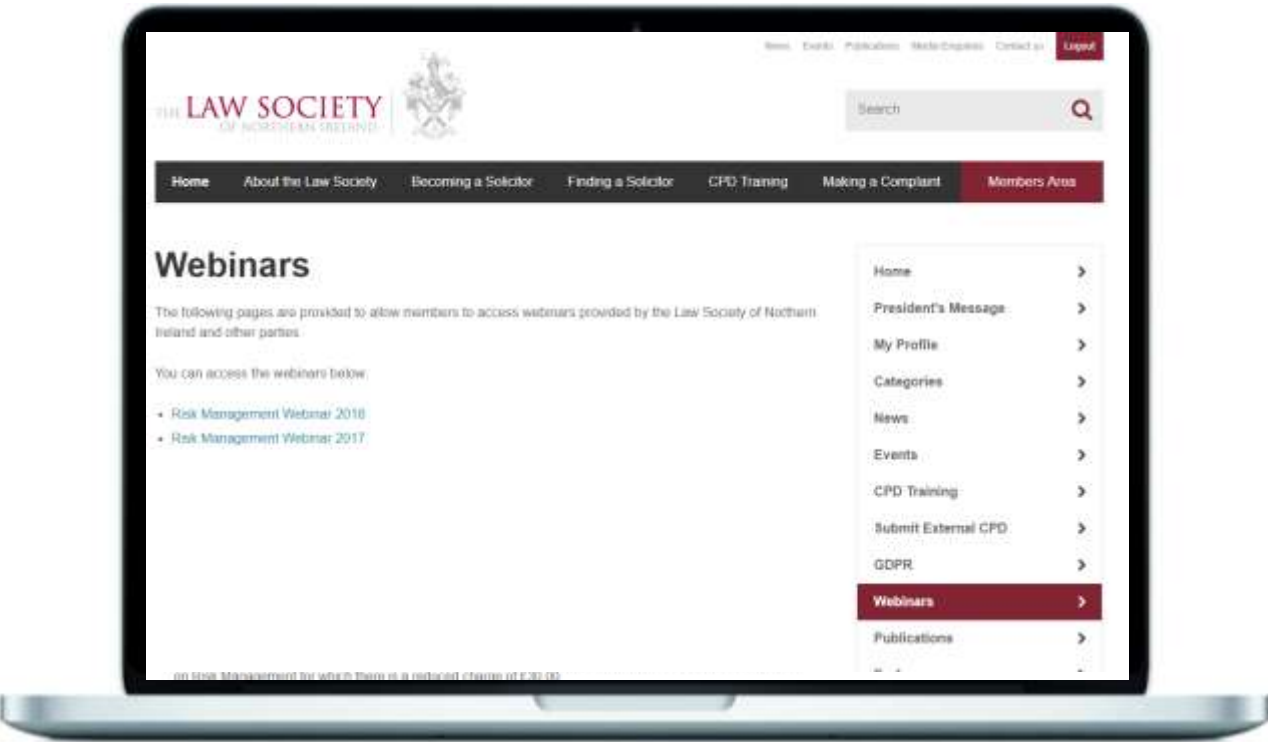 News Events Publications Media Enquiries Contact us Logout
THE LAW SOCIETY
OF NORTHERN IRELAND
Search
Home About the Law Society Becoming a Solicitor Finding a Solicitor CPD Training Making a Complaint Members Area
Webinars
The following pages are provided to allow members to access webinars provided by the Law Society of Northern
Ireland and other parties.
You can access the webinars below.
• Risk Management Webinar 2018
• Risk Management Webinar 2017
Home
President's Message
My Profile
Categories
News
Events
CPD Training
Submit External CPD
GDPR
Webinars
Publications
on Risk Management for which there is a reduced charge of £30.00